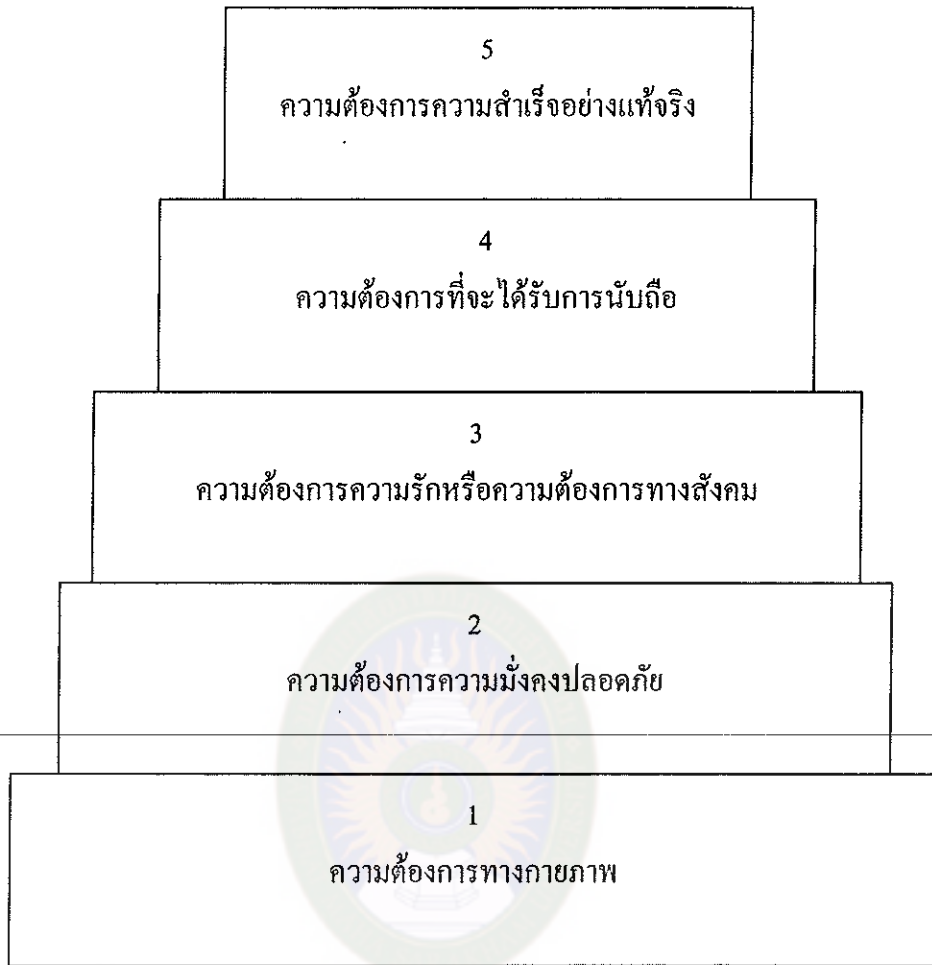 5
ความต้องการความสำเร็จอย่างแท้จริง
4
ความต้องการที่จะได้รับการนับถือ
3
ความต้องการความรักหรือความต้องการทางสังคม
2
ความต้องการความมั่งคงปลอดภัย
1
ความต้องการทางกายภาพ